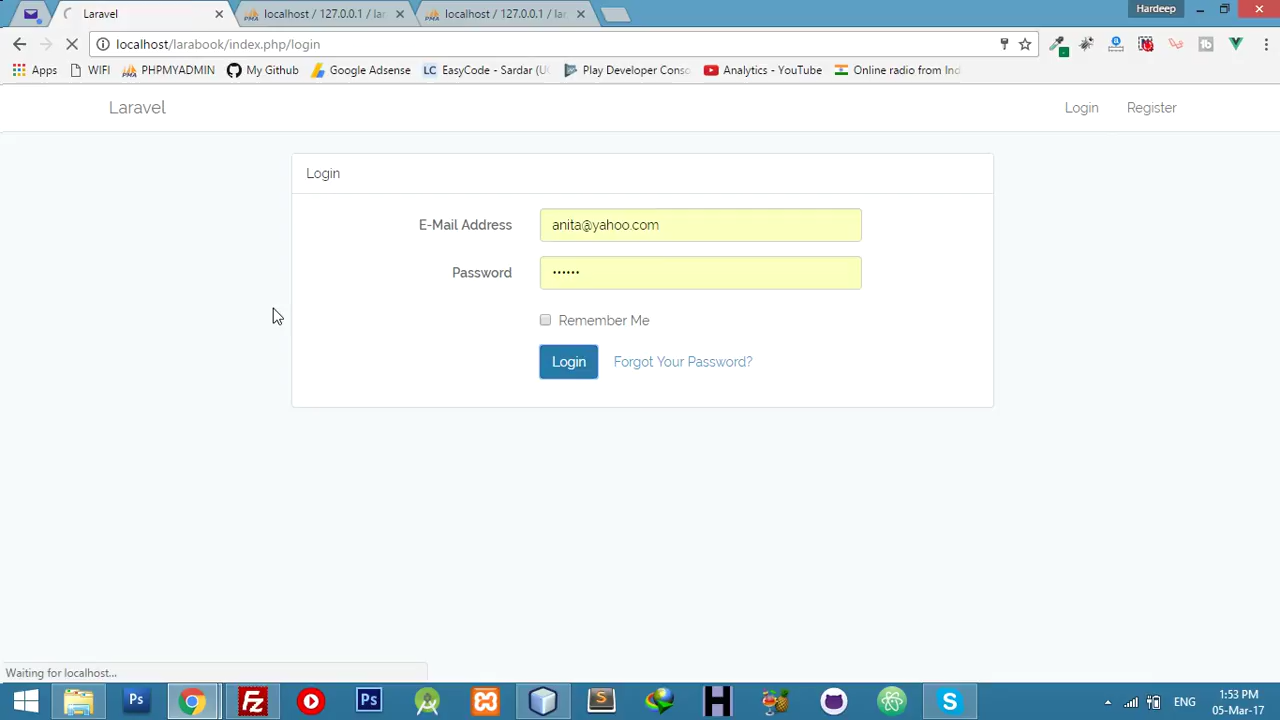 Hardeep
Laravel
localhost / 127.0.0.1 / lar
localhost / 127.0.0.1 / lar
localhost/larabook/index.php/login
Apps
WIFI
PHPMYADMIN
My Github
Google Adsense
LC EasyCode - Sardar (U
Play Developer Conso
Analytics - YouTube
Online radio from Ind
Laravel
Login
Register
Login
E-Mail Address
anita@yahoo.com
Password
••••••
Remember Me
Login
Forgot Your Password?
Waiting for localhost...
ENG
1:53 PM
05-Mar-17